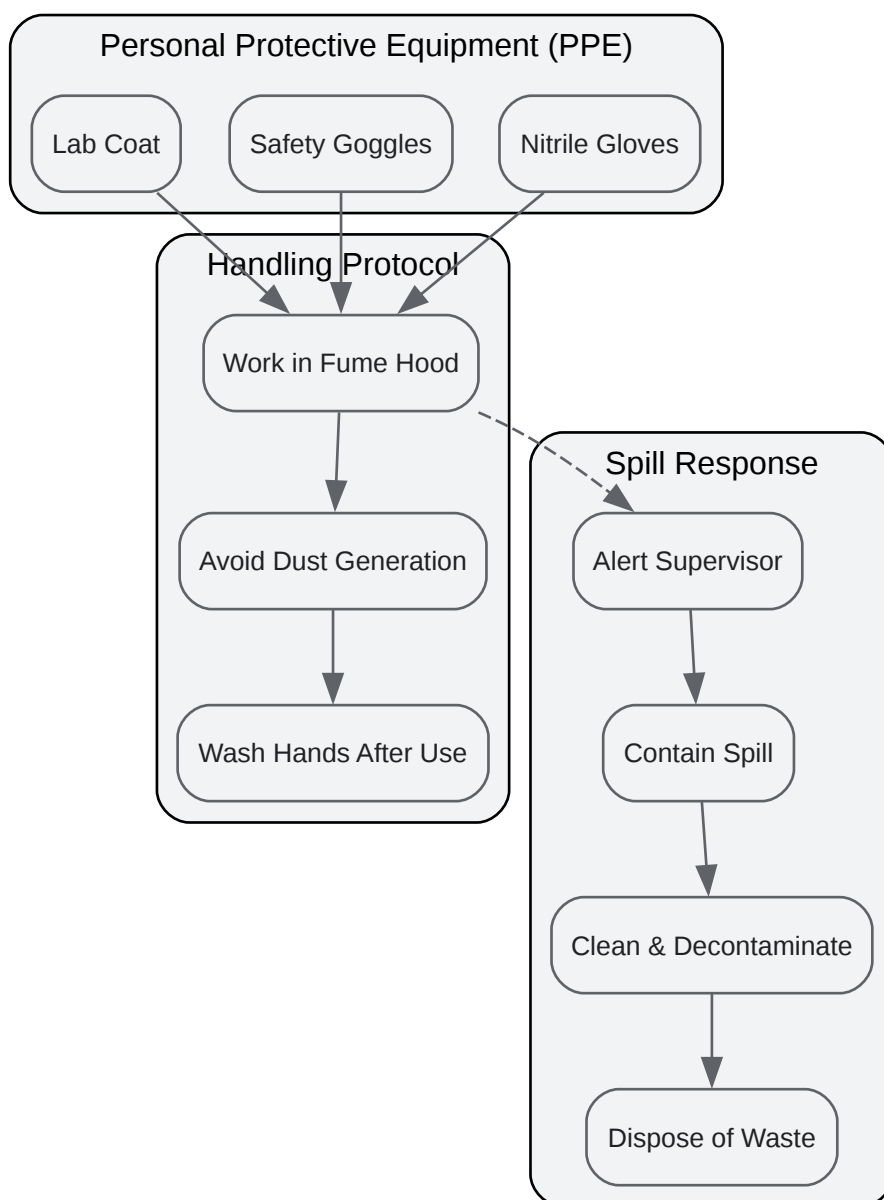 Personal Protective Equipment (PPE)
Lab Coat
Safety Goggles
Nitrile Gloves
Handling Protocol
Work in Fume Hood
Avoid Dust Generation
Wash Hands After Use
Spill Response
Alert Supervisor
Contain Spill
Clean & Decontaminate
Dispose of Waste